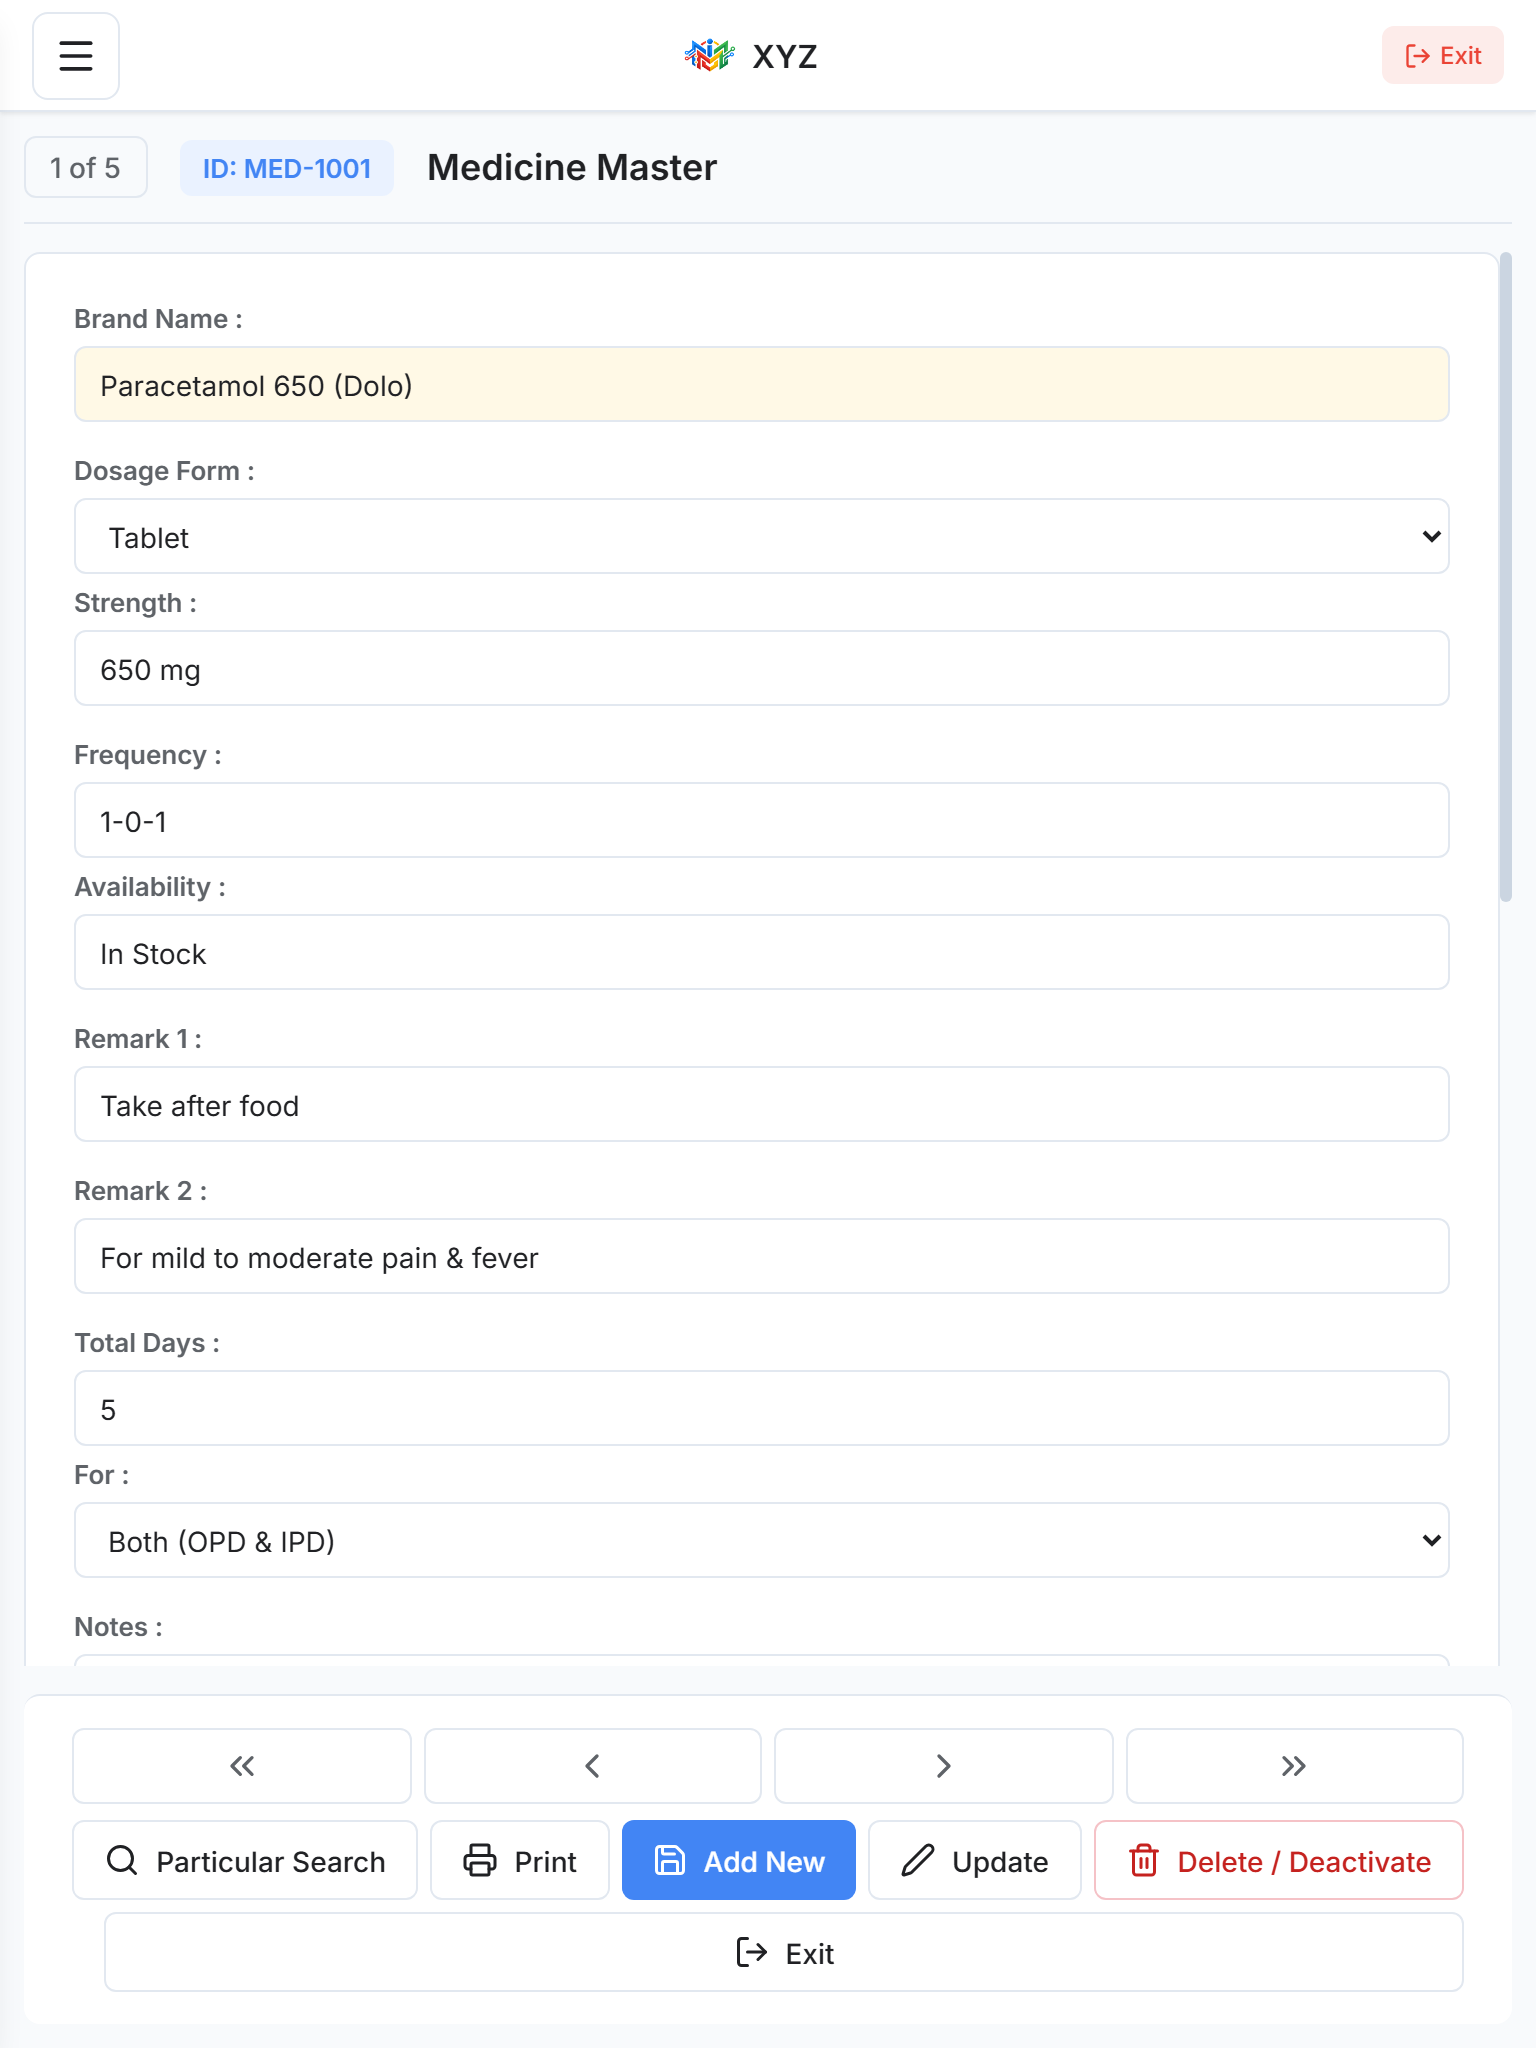 XYZ
Exit
1 of 5
ID: MED-1001
Medicine Master
Brand Name :
Paracetamol 650 (Dolo)
Dosage Form :
Tablet
Strength :
650 mg
Frequency :
1-0-1
Availability :
In Stock
Remark 1 :
Take after food
Remark 2 :
For mild to moderate pain & fever
Total Days :
5
For :
Both (OPD & IPD)
Notes :
Particular Search
Print
Add New
Update
Delete / Deactivate
Exit